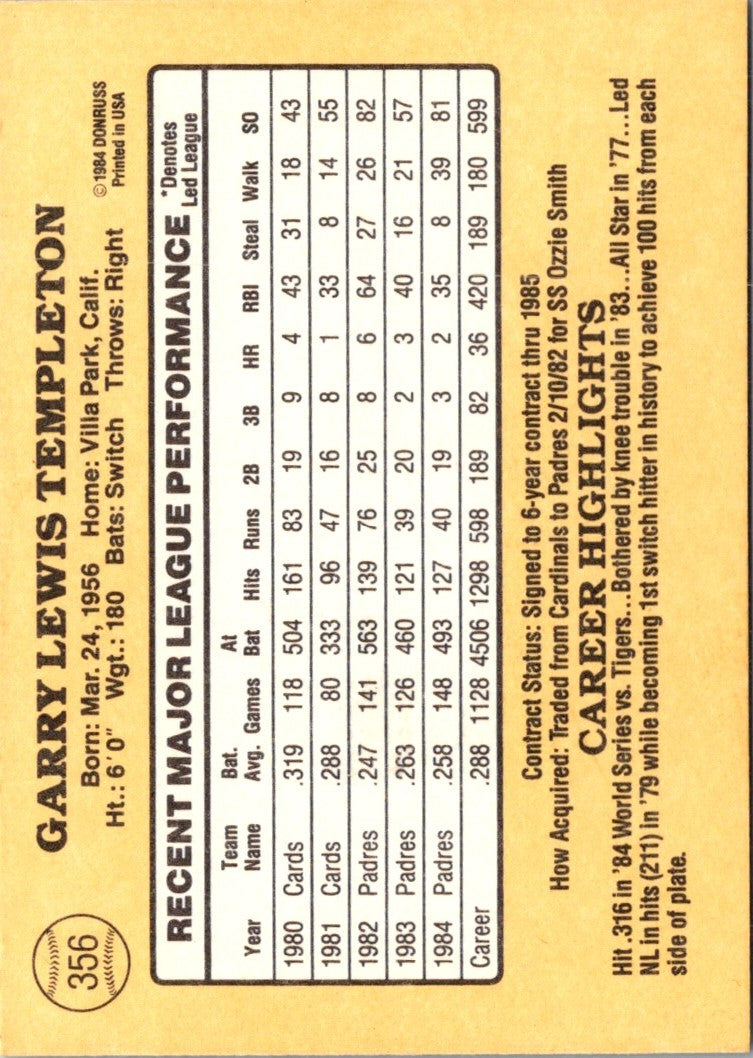 356
GARRY LEWIS TEMPLETON
Born: Mar. 24, 1956 Home: Villa Park, Calif.
Ht.: 6'0" Wgt.: 180 Bats: Switch Throws: Right
© 1984 DONRUSS
Printed in USA
RECENT MAJOR LEAGUE PERFORMANCE
*Denotes
Led League
Year Team Name Bat. Avg. Games At Bat Hits Runs 2B 3B HR RBI Steal Walk SO
1980 Cards .319 118 504 161 83 19 9 4 43 31 18 43
1981 Cards .288 80 333 96 47 16 8 1 33 8 14 55
1982 Padres .247 141 563 139 76 25 8 6 64 27 26 82
1983 Padres .263 126 460 121 39 20 2 3 40 16 21 57
1984 Padres .258 148 493 127 40 19 3 2 35 8 39 81
Career .288 1128 4506 1298 598 189 82 36 420 189 180 599
Contract Status: Signed to 6-year contract thru 1985
How Acquired: Traded from Cardinals to Padres 2/10/82 for SS Ozzie Smith
CAREER HIGHLIGHTS
Hit .316 in '84 World Series vs. Tigers...Bothered by knee trouble in '83...All Star in '77...Led
NL in hits (211) in '79 while becoming 1st switch hitter in history to achieve 100 hits from each
side of plate.